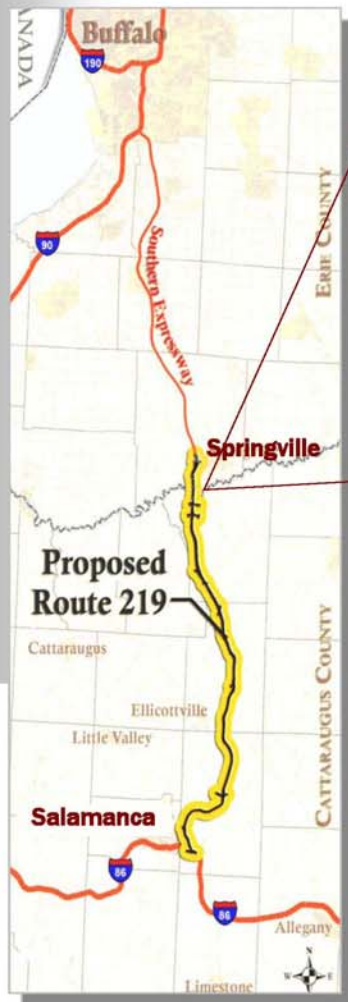 CANADA
Buffalo
190
90
Southern Expressway
ERIE COUNTY
Springville
Proposed
Route 219
Cattaraugus
Ellicottville
Little Valley
CATTARAUGUS COUNTY
Salamanca
86
86
Allegany
Limestone
N
W
E
S